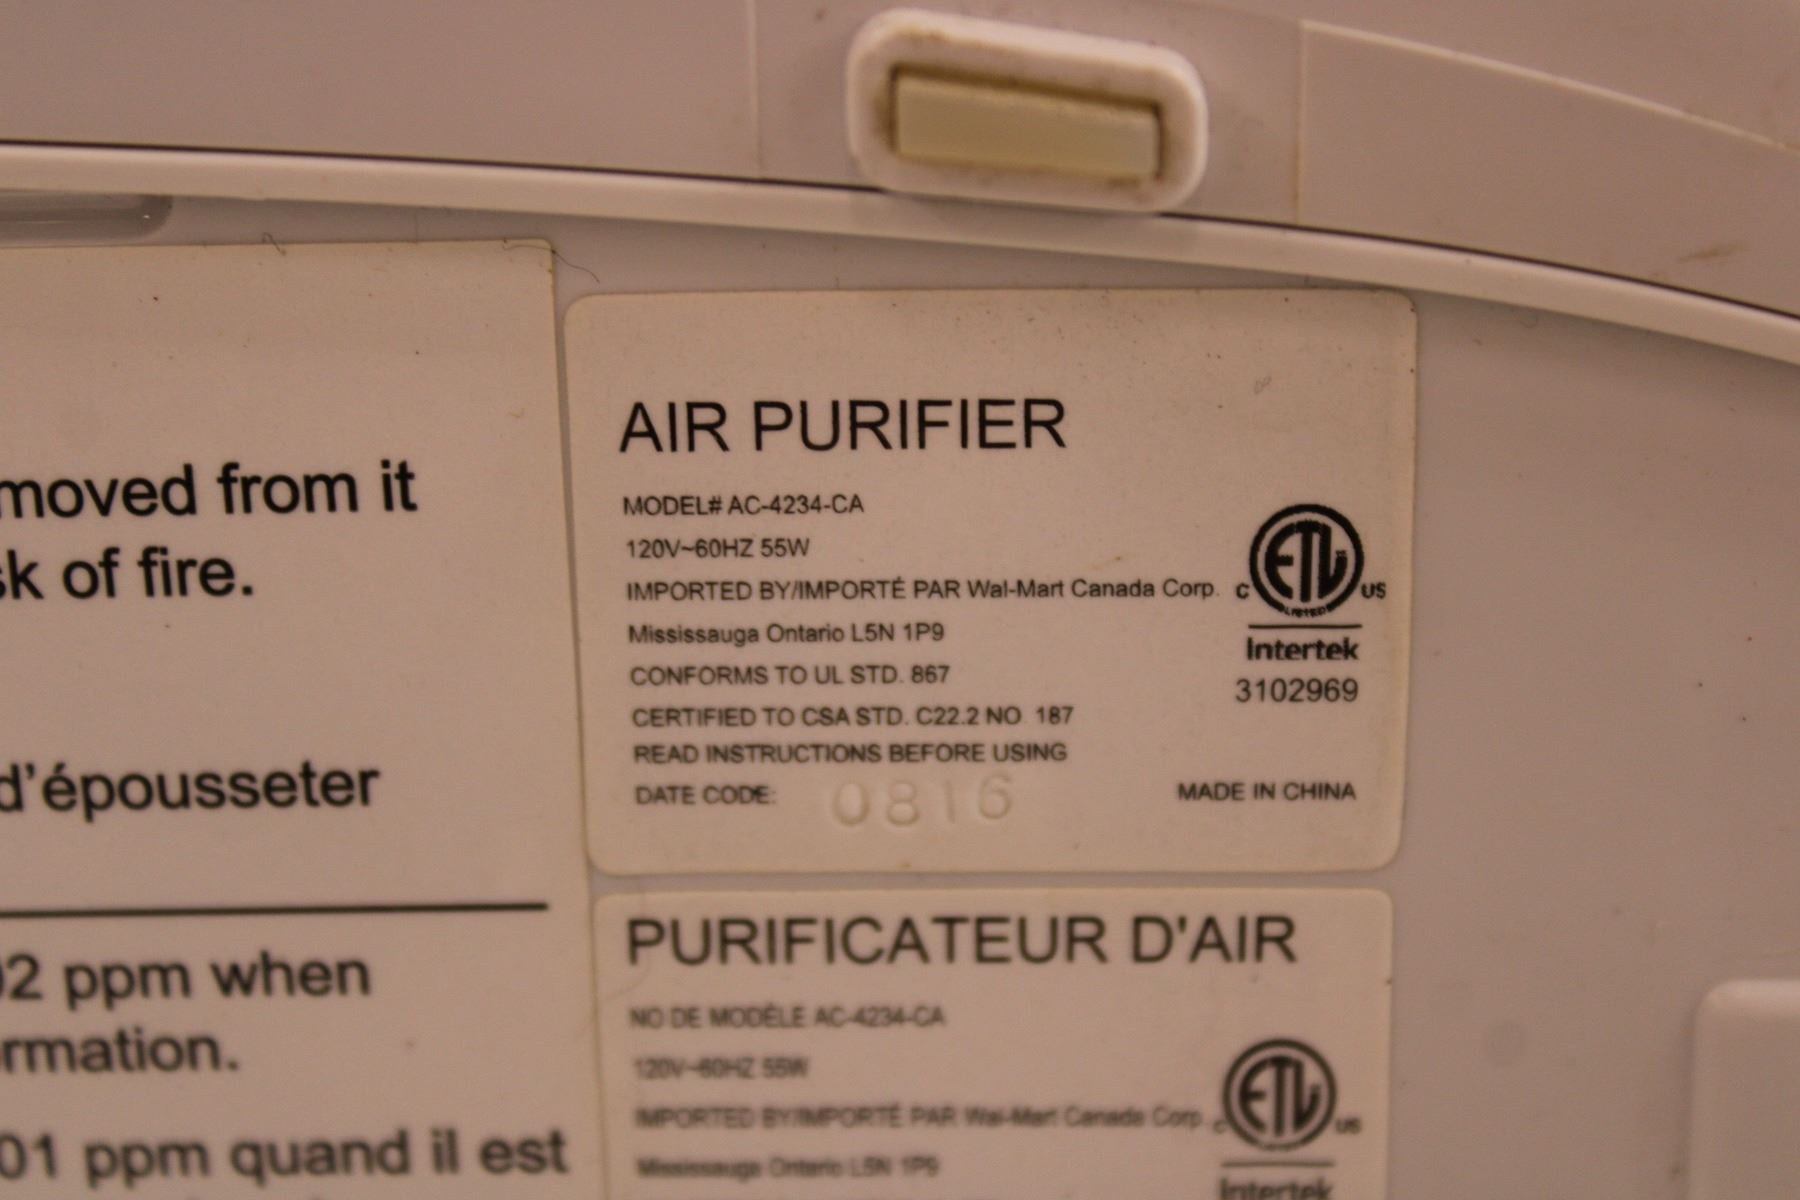 moved from it
sk of fire.
d'épousseter
02 ppm when
rmation.
01 ppm quand il est
AIR PURIFIER
MODEL# AC-4234-CA
120V~60HZ 55W
IMPORTED BY/IMPORTÉ PAR Wal-Mart Canada Corp.
Mississauga Ontario L5N 1P9
CONFORMS TO UL STD. 867
CERTIFIED TO CSA STD. C22.2 NO. 187
READ INSTRUCTIONS BEFORE USING
DATE CODE: 0816
MADE IN CHINA
C ETL US
LISTED
Intertek
3102969
PURIFICATEUR D'AIR
NO DE MODÈLE AC-4234-CA
120V~60HZ 55W
IMPORTED BY/IMPORTÉ PAR Wal-Mart Canada Corp.
Mississauga Ontario L5N 1P9
C ETL US
Intertek